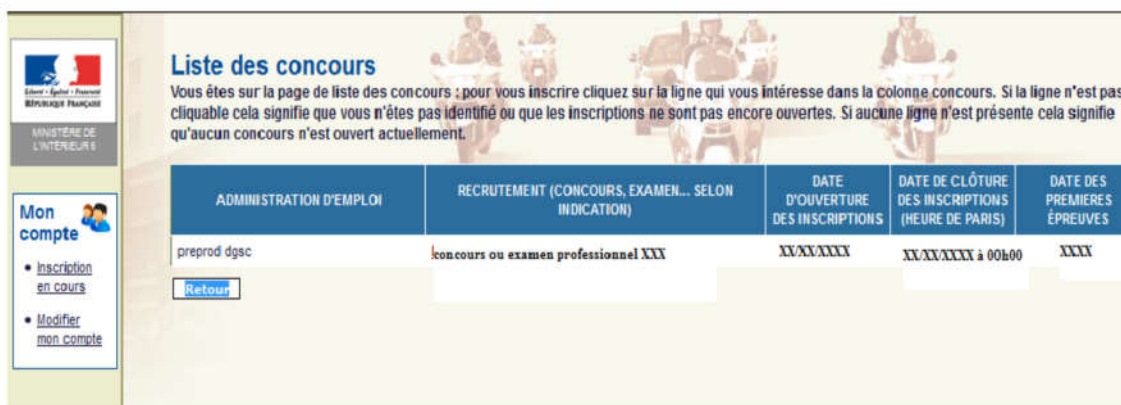 Liberté • Égalité • Fraternité
RÉPUBLIQUE FRANÇAISE
MINISTÈRE DE
L'INTÉRIEUR 6
Mon
compte
• Inscription
en cours
• Modifier
mon compte
Liste des concours
Vous êtes sur la page de liste des concours : pour vous inscrire cliquez sur la ligne qui vous intéresse dans la colonne concours. Si la ligne n'est pas
cliquable cela signifie que vous n'êtes pas identifié ou que les inscriptions ne sont pas encore ouvertes. Si aucune ligne n'est présente cela signifie
qu'aucun concours n'est ouvert actuellement.
ADMINISTRATION D'EMPLOI
RECRUTEMENT (CONCOURS, EXAMEN... SELON
INDICATION)
DATE
D'OUVERTURE
DES INSCRIPTIONS
DATE DE CLÔTURE
DES INSCRIPTIONS
(HEURE DE PARIS)
DATE DES
PREMIERES
ÉPREUVES
preprod dgsc
concours ou examen professionnel XXX
XX/XX/XXXX
XX/XX/XXXX à 00h00
XXXX
Retour